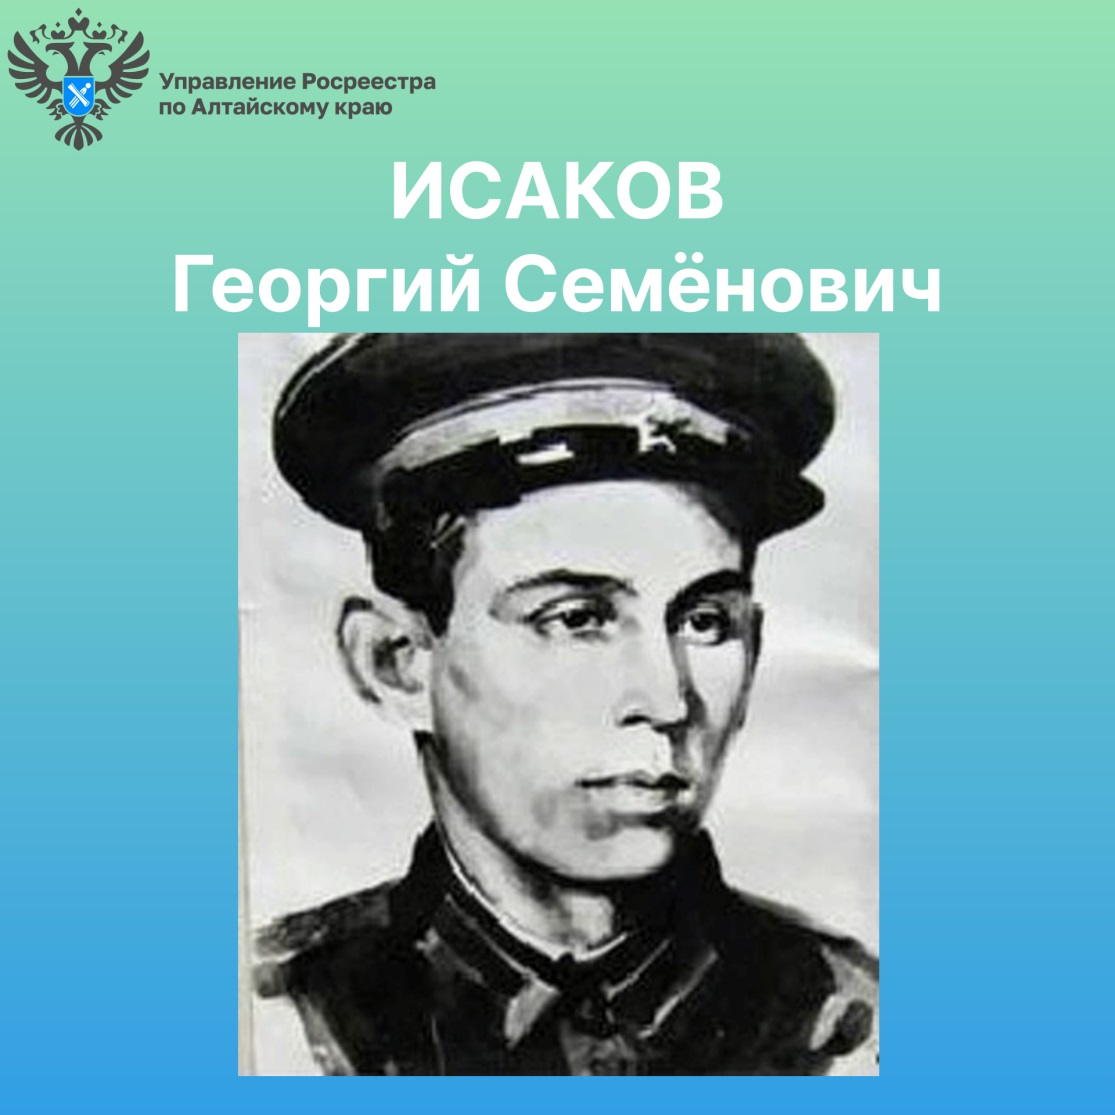 Управление Росреестра
по Алтайскому краю
ИСАКОВ
Георгий Семёнович